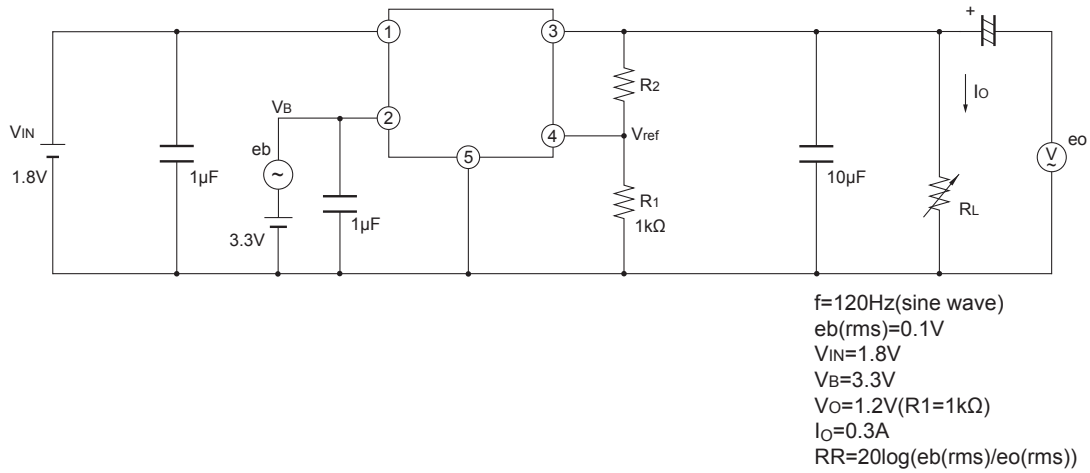 +
1
3
R2
IO
VB
2
VIN
eb
4
Vref
V
eo
5
1.8V
1µF
~
R1
1kΩ
10µF
RL
3.3V
1µF
f=120Hz(sine wave)
eb(rms)=0.1V
VIN=1.8V
VB=3.3V
VO=1.2V(R1=1kΩ)
IO=0.3A
RR=20log(eb(rms)/eo(rms))